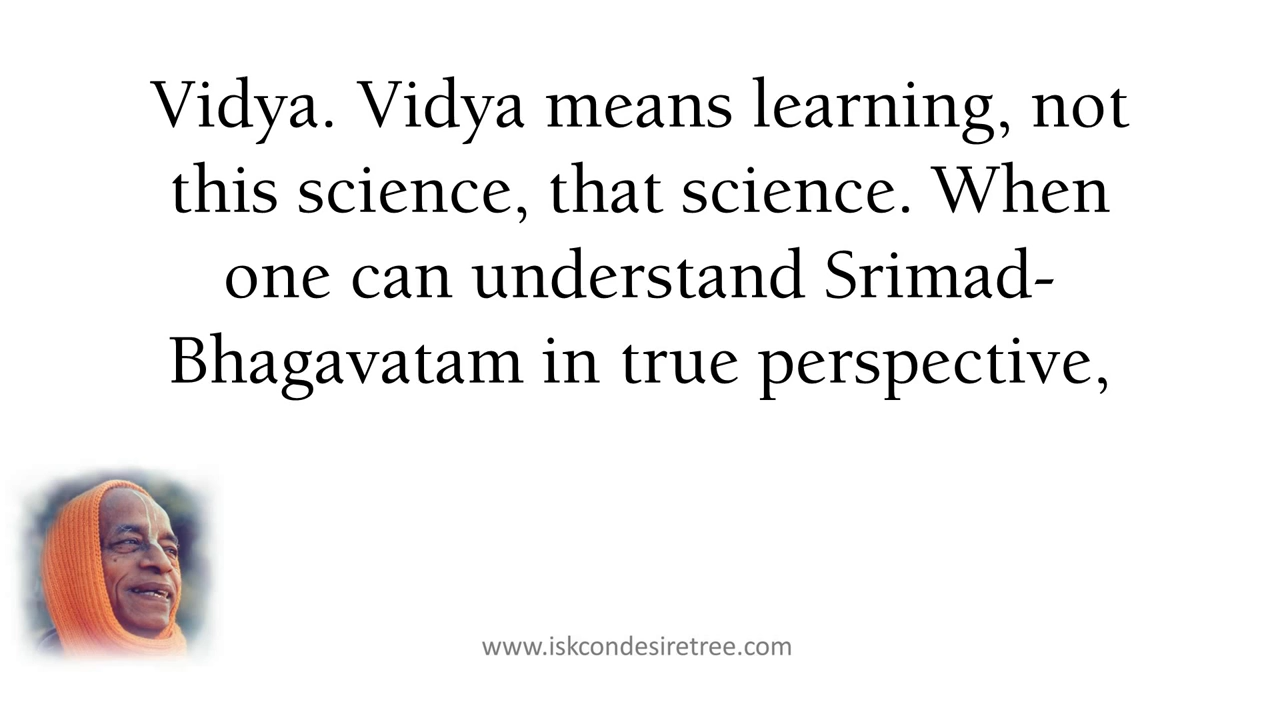 Vidya. Vidya means learning, not
this science, that science. When
one can understand Srimad-
Bhagavatam in true perspective,
www.iskcondesiretree.com